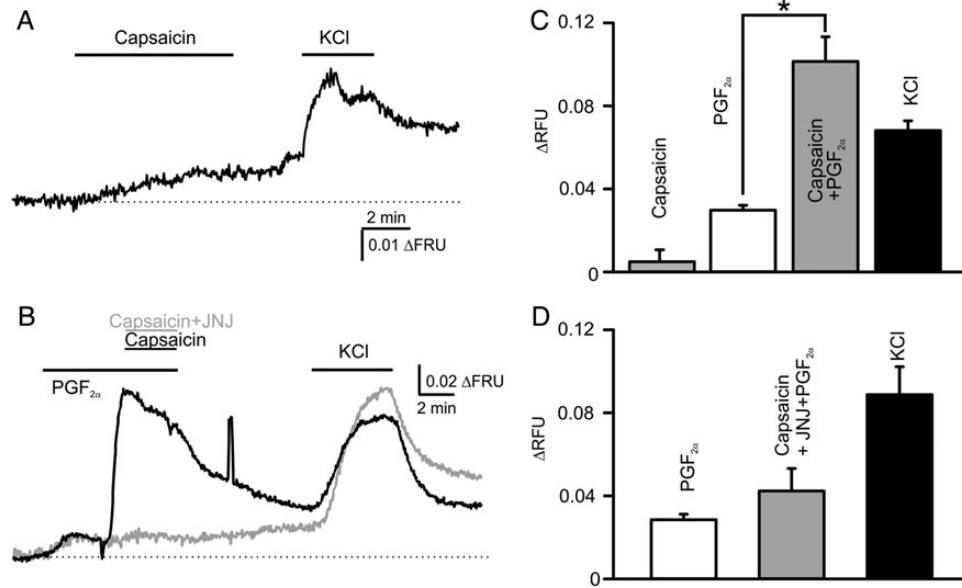 A
Capsaicin
KCl
2 min
0.01 ΔFRU
B
Capsaicin+JNJ
Capsaicin
PGF2α
KCl
0.02 ΔFRU
2 min
C
0.12
0.08
0.04
0
ΔRFU
*
Capsaicin
PGF2α
Capsaicin
+PGF2α
KCl
D
0.12
0.08
0.04
0
ΔRFU
PGF2α
Capsaicin
+ JNJ+PGF2α
KCl